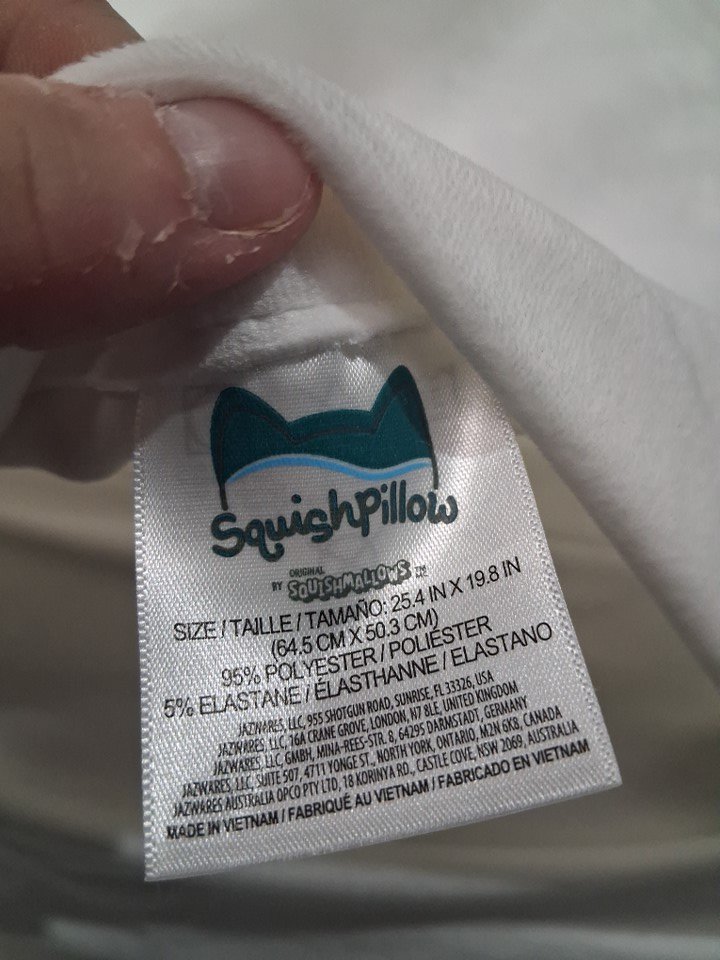 SquishPillow
BY ORIGINAL SQUISHMALLOWS™
SIZE / TAILLE / TAMAÑO: 25.4 IN X 19.8 IN
(64.5 CM X 50.3 CM)
95% POLYESTER / POLIÉSTER
5% ELASTANE / ÉLASTHANNE / ELASTANO
JAZWARES, LLC, 955 SHOTGUN ROAD, SUNRISE, FL 33326, USA
JAZWARES, LLC, 16A CRANE GROVE, LONDON, N7 8LE, UNITED KINGDOM
JAZWARES, LLC, GMBH, MINA-REES-STR. 8, 64295 DARMSTADT, GERMANY
JAZWARES, LLC, SUITE 507, 4711 YONGE ST., NORTH YORK, ONTARIO, M2N 6K8, CANADA
JAZWARES AUSTRALIA OPCO PTY LTD, 18 KORINYA RD., CASTLE COVE, NSW 2069, AUSTRALIA
MADE IN VIETNAM / FABRIQUÉ AU VIETNAM / FABRICADO EN VIETNAM